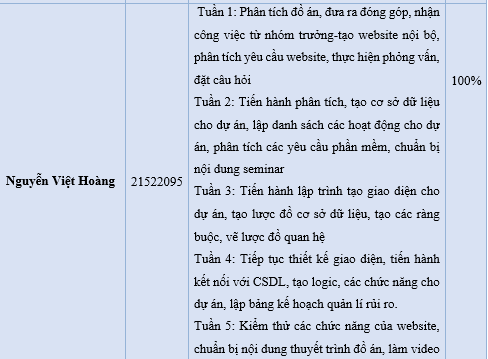 Tuần 1: Phân tích đồ án, đưa ra đóng góp, nhận
công việc từ nhóm trưởng-tạo website nội bộ,
phân tích yêu cầu website, thực hiện phỏng vấn,
đặt câu hỏi
100%
Tuần 2: Tiến hành phân tích, tạo cơ sở dữ liệu
cho dự án, lập danh sách các hoạt động cho dự
án, phân tích các yêu cầu phần mềm, chuẩn bị
nội dung seminar
Nguyễn Việt Hoàng 21522095
Tuần 3: Tiến hành lập trình tạo giao diện cho
dự án, tạo lược đồ cơ sở dữ liệu, tạo các ràng
buộc, vẽ lược đồ quan hệ
Tuần 4: Tiếp tục thiết kế giao diện, tiến hành
kết nối với CSDL, tạo logic, các chức năng cho
dự án, lập bảng kế hoạch quản lí rủi ro.
Tuần 5: Kiểm thử các chức năng của website,
chuẩn bị nội dung thuyết trình đồ án, làm video